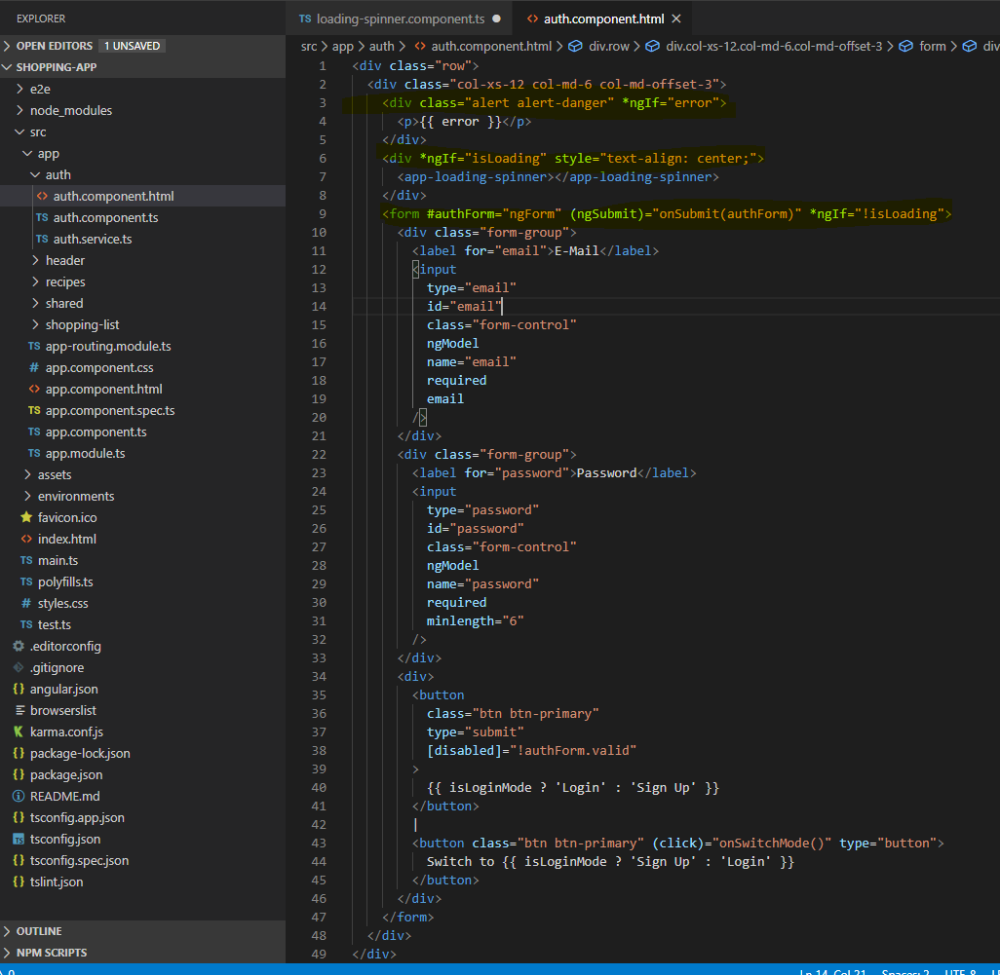 EXPLORER
OPEN EDITORS 1 UNSAVED
SHOPPING-APP
e2e
node_modules
src
app
auth
auth.component.html
TS auth.component.ts
TS auth.service.ts
header
recipes
shared
shopping-list
TS app-routing.module.ts
# app.component.css
<> app.component.html
TS app.component.spec.ts
TS app.component.ts
TS app.module.ts
assets
environments
favicon.ico
<> index.html
TS main.ts
TS polyfills.ts
# styles.css
TS test.ts
.editorconfig
.gitignore
{} angular.json
browserslist
K karma.conf.js
{} package-lock.json
{} package.json
README.md
{} tsconfig.app.json
TS tsconfig.json
{} tsconfig.spec.json
{} tslint.json
OUTLINE
NPM SCRIPTS
TS loading-spinner.component.ts ●
<> auth.component.html ×
src > app > auth > <> auth.component.html > div.row > div.col-xs-12.col-md-6.col-md-offset-3 > form > div
1 <div class="row">
2 <div class="col-xs-12 col-md-6 col-md-offset-3">
3 <div class="alert alert-danger" *ngIf="error">
4 <p>{{ error }}</p>
5 </div>
6 <div *ngIf="isLoading" style="text-align: center;">
7 <app-loading-spinner></app-loading-spinner>
8 </div>
9 <form #authForm="ngForm" (ngSubmit)="onSubmit(authForm)" *ngIf="!isLoading">
10 <div class="form-group">
11 <label for="email">E-Mail</label>
12 <input
13 type="email"
14 id="email"
15 class="form-control"
16 ngModel
17 name="email"
18 required
19 email
20 />
21 </div>
22 <div class="form-group">
23 <label for="password">Password</label>
24 <input
25 type="password"
26 id="password"
27 class="form-control"
28 ngModel
29 name="password"
30 required
31 minlength="6"
32 />
33 </div>
34 <div>
35 <button
36 class="btn btn-primary"
37 type="submit"
38 [disabled]="!authForm.valid"
39 >
40 {{ isLoginMode ? 'Login' : 'Sign Up' }}
41 </button>
42 |
43 <button class="btn btn-primary" (click)="onSwitchMode()" type="button">
44 Switch to {{ isLoginMode ? 'Sign Up' : 'Login' }}
45 </button>
46 </div>
47 </form>
48 </div>
49 </div>
0
Ln 14, Col 21 Spaces: 2 UTF-8